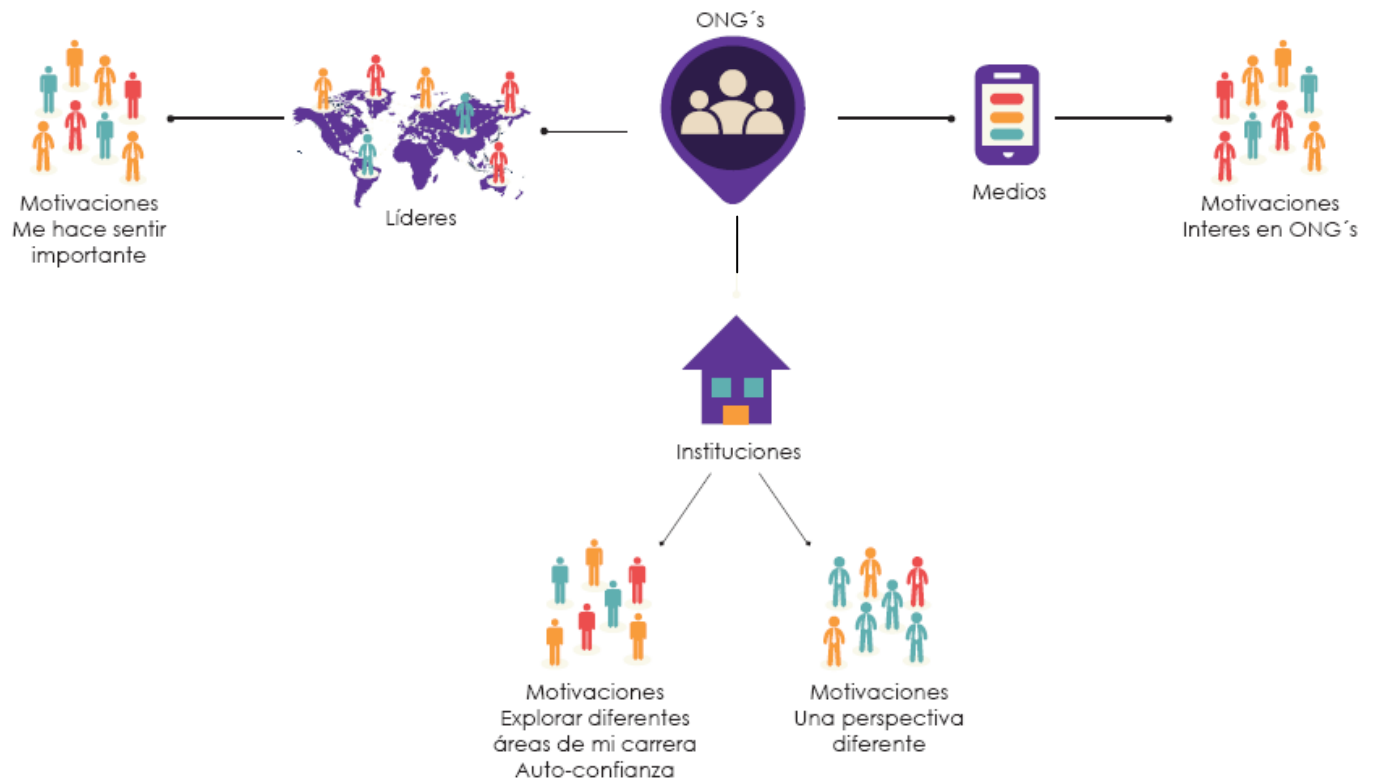 ONG´s
Motivaciones
Me hace sentir
importante
Líderes
Medios
Motivaciones
Interes en ONG´s
Instituciones
Motivaciones
Explorar diferentes
áreas de mi carrera
Auto-confianza
Motivaciones
Una perspectiva
diferente